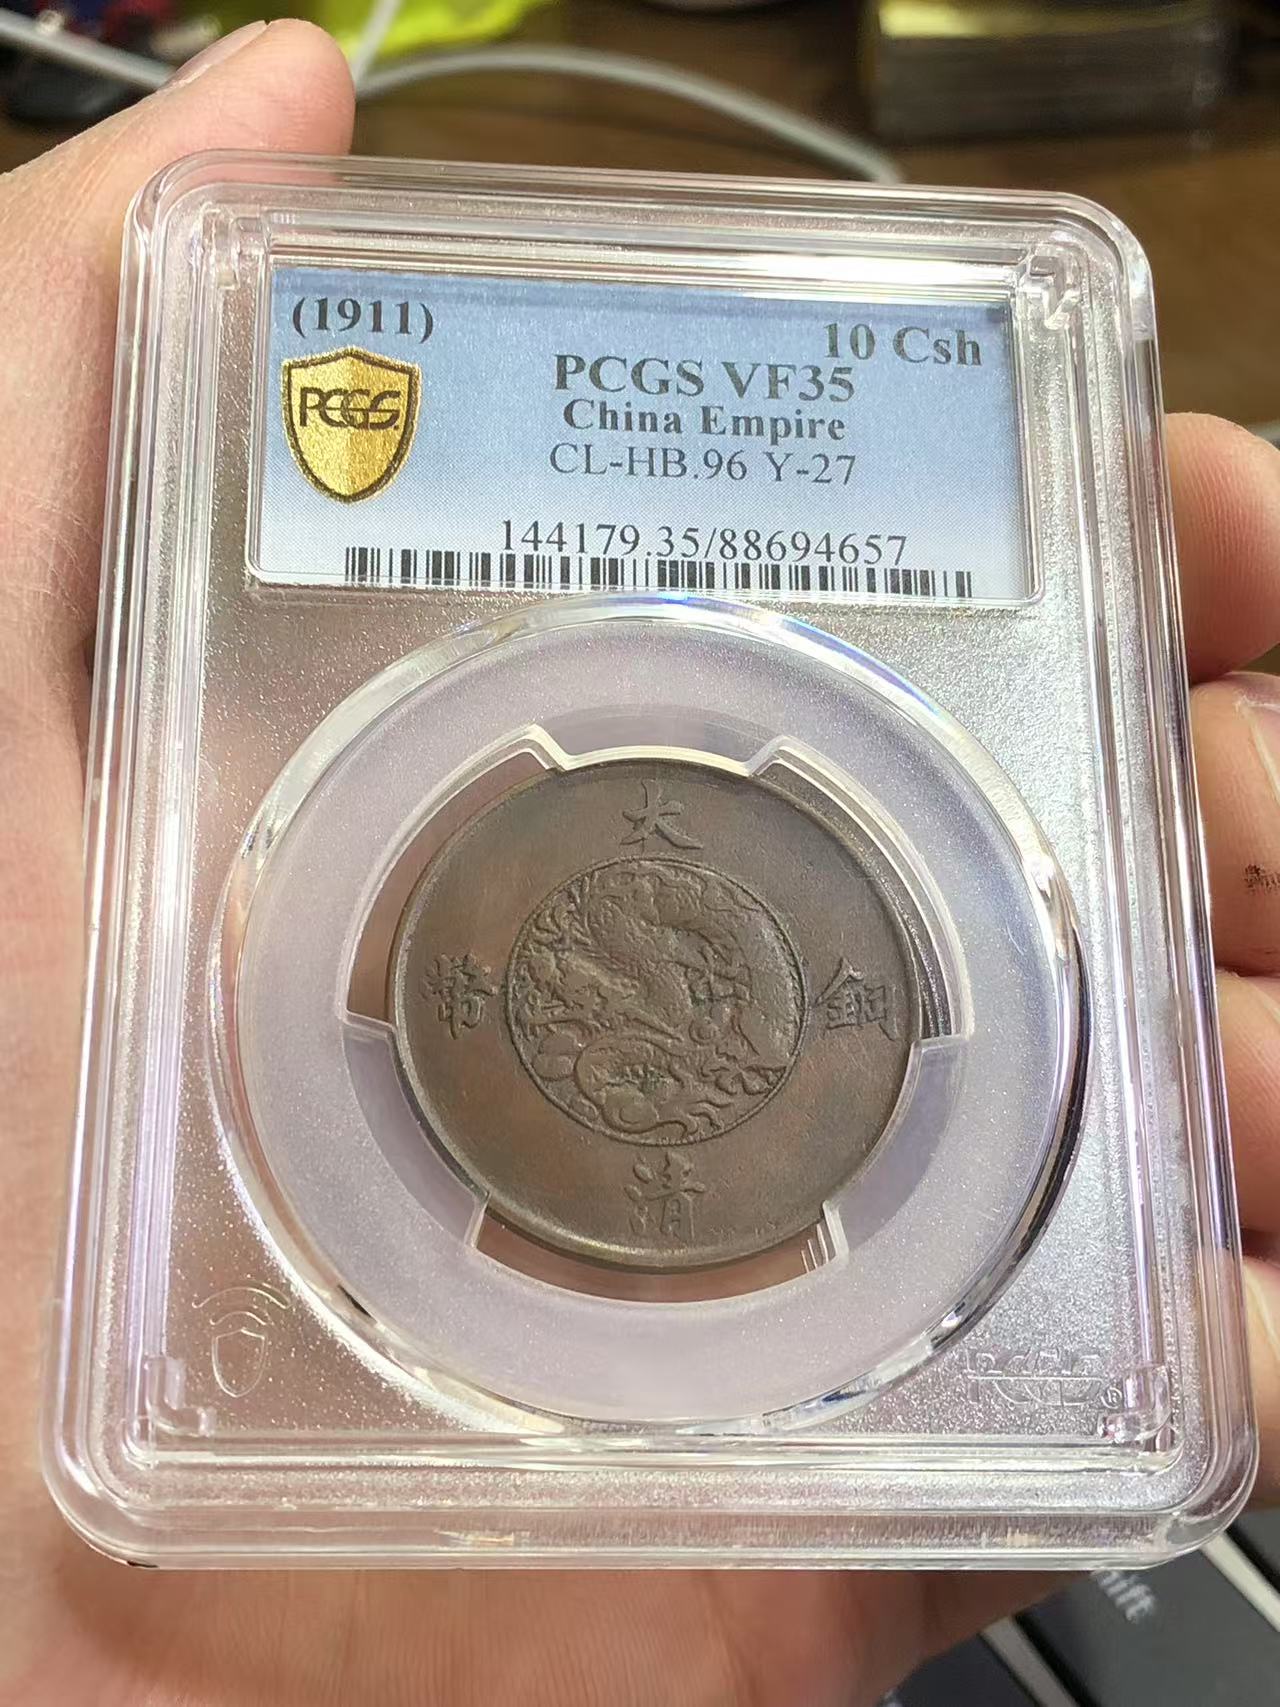 (1911)
10 Csh
PCGS
PCGS VF35
China Empire
CL-HB.96 Y-27
144179.35/88694657
大
幣
銅
清
PCGS